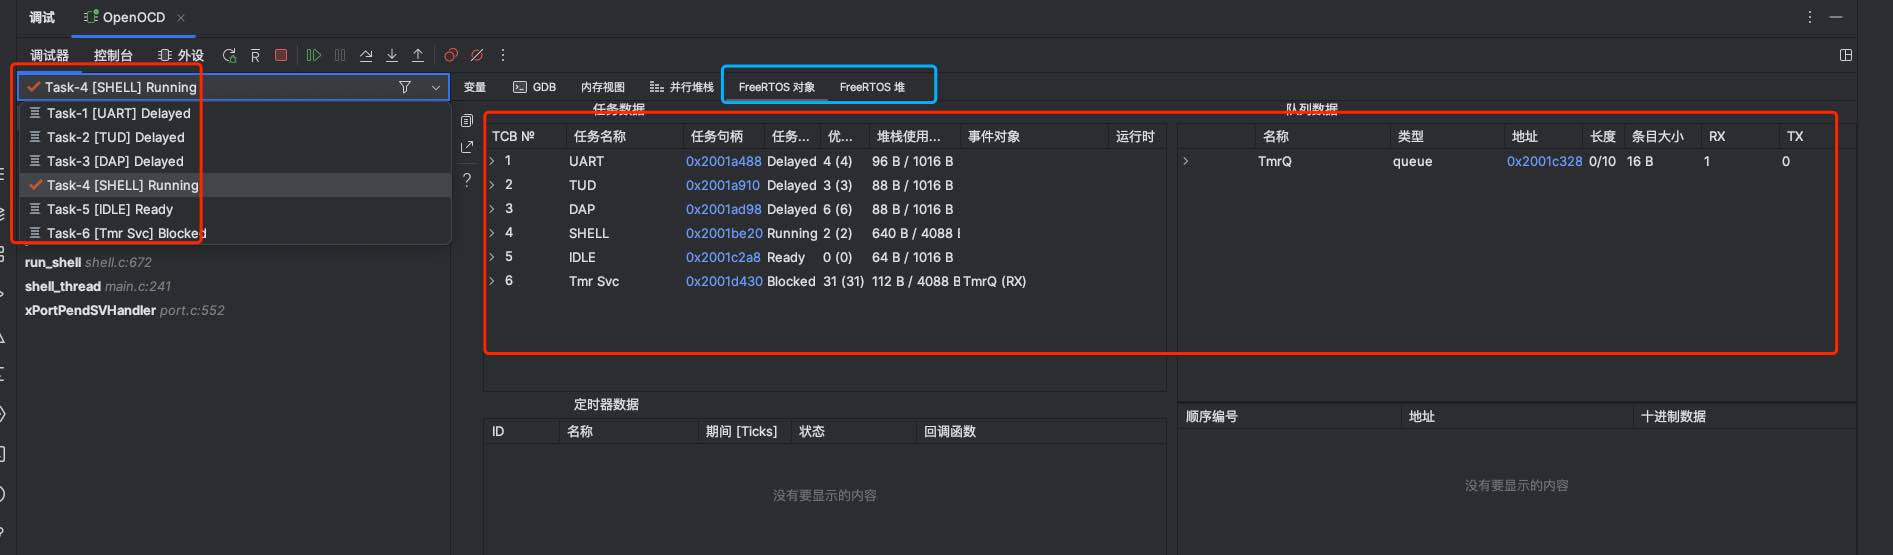 调试 OpenOCD
调试器 控制台 外设
Task-4 [SHELL] Running
Task-1 [UART] Delayed
Task-2 [TUD] Delayed
Task-3 [DAP] Delayed
Task-4 [SHELL] Running
Task-5 [IDLE] Ready
Task-6 [Tmr Svc] Blocked
run_shell shell.c:672
shell_thread main.c:241
xPortPendSVHandler port.c:552
变量 GDB 内存视图 并行堆栈 FreeRTOS 对象 FreeRTOS 堆
任务数据
TCB № 任务名称 任务句柄 任务... 优... 堆栈使用... 事件对象 运行时
1 UART 0x2001a488 Delayed 4 (4) 96 B / 1016 B
2 TUD 0x2001a910 Delayed 3 (3) 88 B / 1016 B
3 DAP 0x2001ad98 Delayed 6 (6) 88 B / 1016 B
4 SHELL 0x2001be20 Running 2 (2) 640 B / 4088 B
5 IDLE 0x2001c2a8 Ready 0 (0) 64 B / 1016 B
6 Tmr Svc 0x2001d430 Blocked 31 (31) 112 B / 4088 B TmrQ (RX)
队列数据
名称 类型 地址 长度 条目大小 RX TX
TmrQ queue 0x2001c328 0/10 16 B 1 0
定时器数据
ID 名称 期间 [Ticks] 状态 回调函数
没有要显示的内容
顺序编号 地址 十进制数据
没有要显示的内容